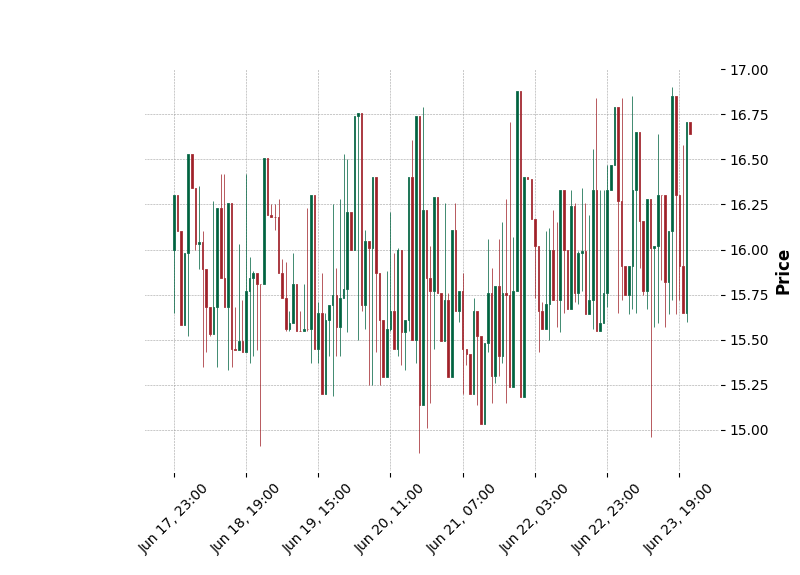 17.00
16.75
16.50
16.25
16.00
15.75
15.50
15.25
15.00
Price
Jun 17, 23:00
Jun 18, 19:00
Jun 19, 15:00
Jun 20, 11:00
Jun 21, 07:00
Jun 22, 03:00
Jun 22, 23:00
Jun 23, 19:00